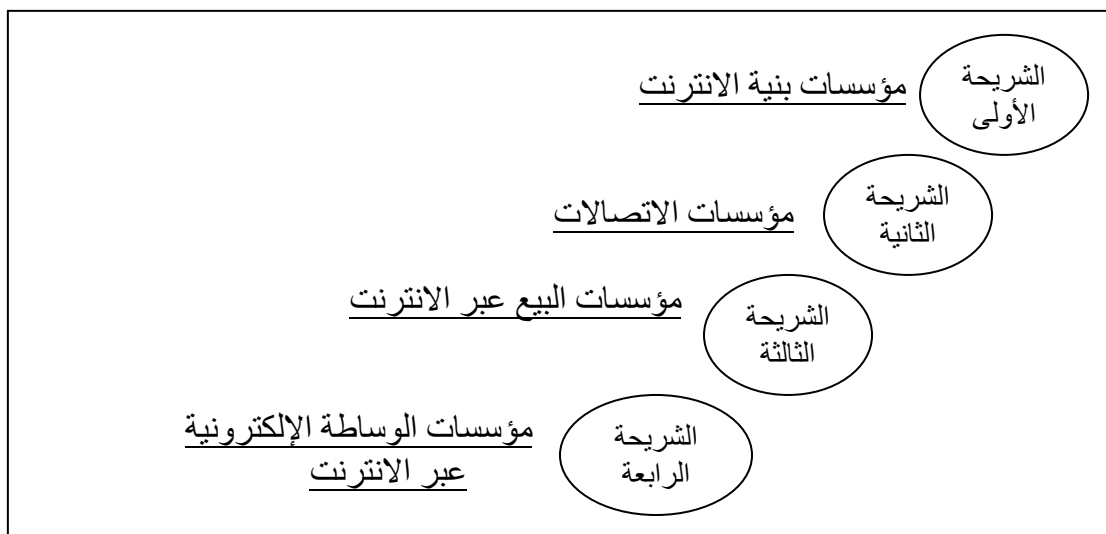 الشريحة
الأولى
مؤسسات بنية الانترنت
الشريحة
الثانية
مؤسسات الاتصالات
الشريحة
الثالثة
مؤسسات البيع عبر الانترنت
الشريحة
الرابعة
مؤسسات الوساطة الإلكترونية
عبر الانترنت